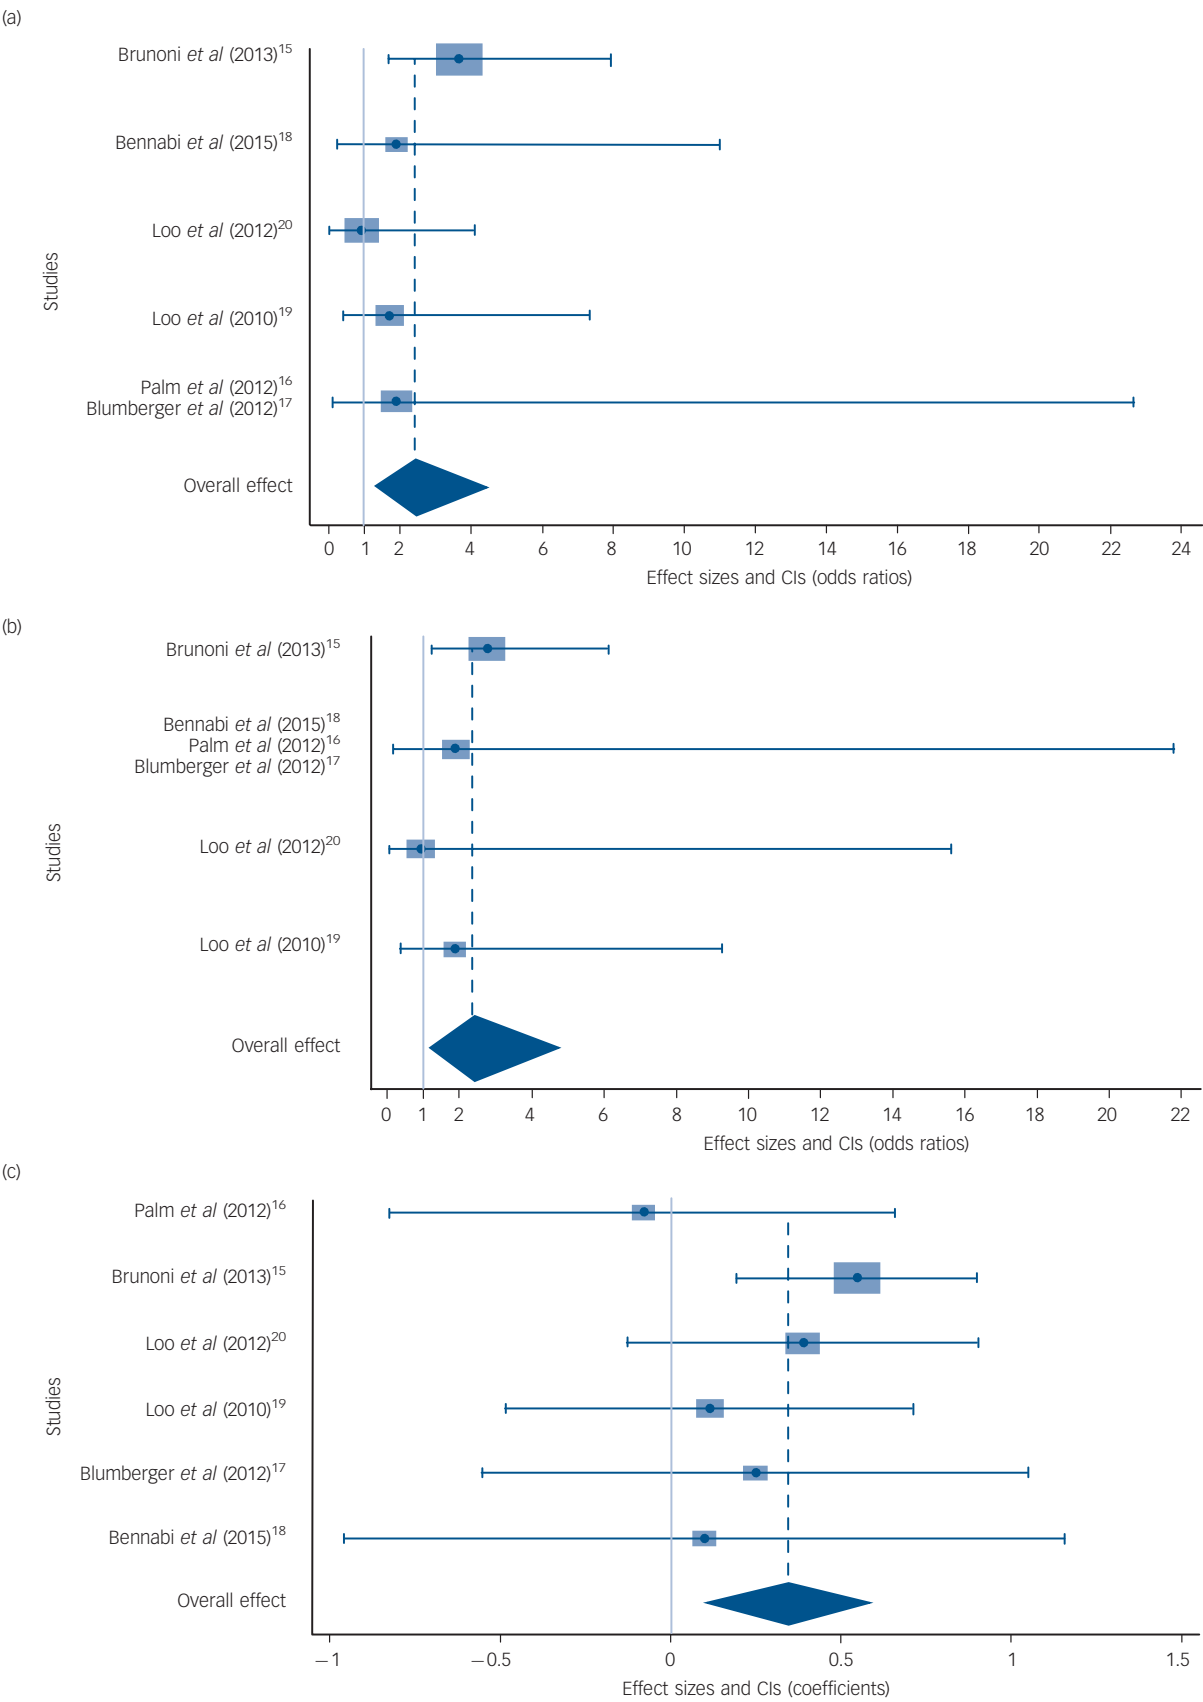 (a)
Brunoni et al (2013)15
Bennabi et al (2015)18
Loo et al (2012)20
Loo et al (2010)19
Palm et al (2012)16
Blumberger et al (2012)17
Overall effect
Studies
0 1 2 4 6 8 10 12 14 16 18 20 22 24
Effect sizes and CIs (odds ratios)
(b)
Brunoni et al (2013)15
Bennabi et al (2015)18
Palm et al (2012)16
Blumberger et al (2012)17
Loo et al (2012)20
Loo et al (2010)19
Overall effect
Studies
0 1 2 4 6 8 10 12 14 16 18 20 22
Effect sizes and CIs (odds ratios)
(c)
Palm et al (2012)16
Brunoni et al (2013)15
Loo et al (2012)20
Loo et al (2010)19
Blumberger et al (2012)17
Bennabi et al (2015)18
Overall effect
Studies
—1 —0.5 0 0.5 1 1.5
Effect sizes and CIs (coefficients)